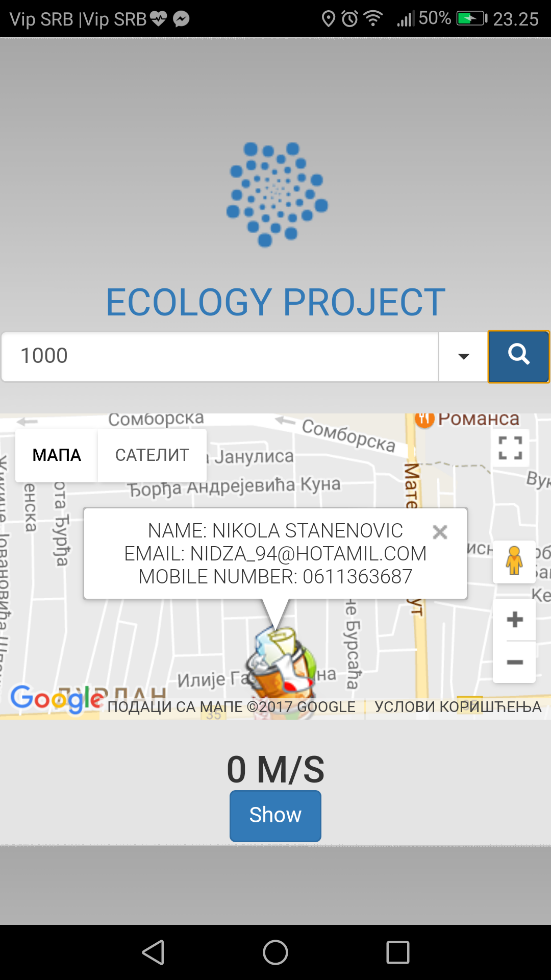 Vip SRB |Vip SRB
50%
23.25
ECOLOGY PROJECT
1000
Сомборска
Сомборска
Романса
МАПА
САТЕЛИТ
Јанулиса
Ђорђа Андрејевића Куна
NAME: NIKOLA STANENOVIC
EMAIL: NIDZA_94@HOTAMIL.COM
MOBILE NUMBER: 0611363687
не Бурсаћа
Илије Га
Google
ПОДАЦИ СА МАПЕ ©2017 GOOGLE
УСЛОВИ КОРИШЋЕЊА
35
0 M/S
Show